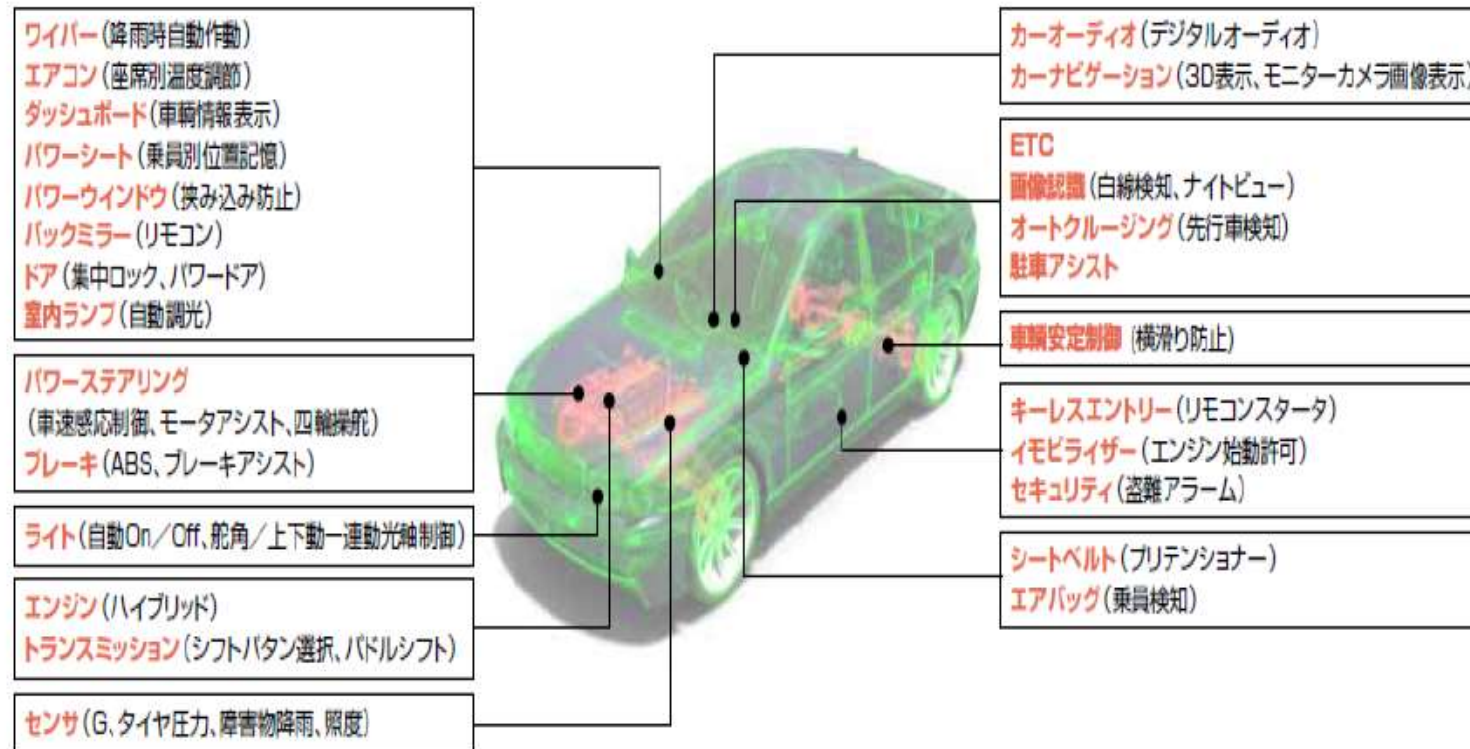 ワイパー(降雨時自動作動)
エアコン(座席別温度調節)
ダッシュボード(車輌情報表示)
パワーシート(乗員別位置記憶)
パワーウインドウ(挟み込み防止)
バックミラー(リモコン)
ドア(集中ロック、パワードア)
室内ランプ(自動調光)
パワーステアリング
(車速感応制御、モータアシスト、四輪操舵)
ブレーキ(ABS、ブレーキアシスト)
ライト(自動On/Off、舵角/上下動ー連動光軸制御)
エンジン(ハイブリッド)
トランスミッション(シフトパタン選択、パドルシフト)
センサ(G、タイヤ圧力、障害物降雨、照度)
カーオーディオ(デジタルオーディオ)
カーナビゲーション(3D表示、モニターカメラ画像表示)
ETC
画像認識(白線検知、ナイトビュー)
オートクルージング(先行車検知)
駐車アシスト
車輌安定制御 (横滑り防止)
キーレスエントリー(リモコンスタータ)
イモビライザー(エンジン始動許可)
セキュリティ(盗難アラーム)
シートベルト(プリテンショナー)
エアバッグ(乗員検知)